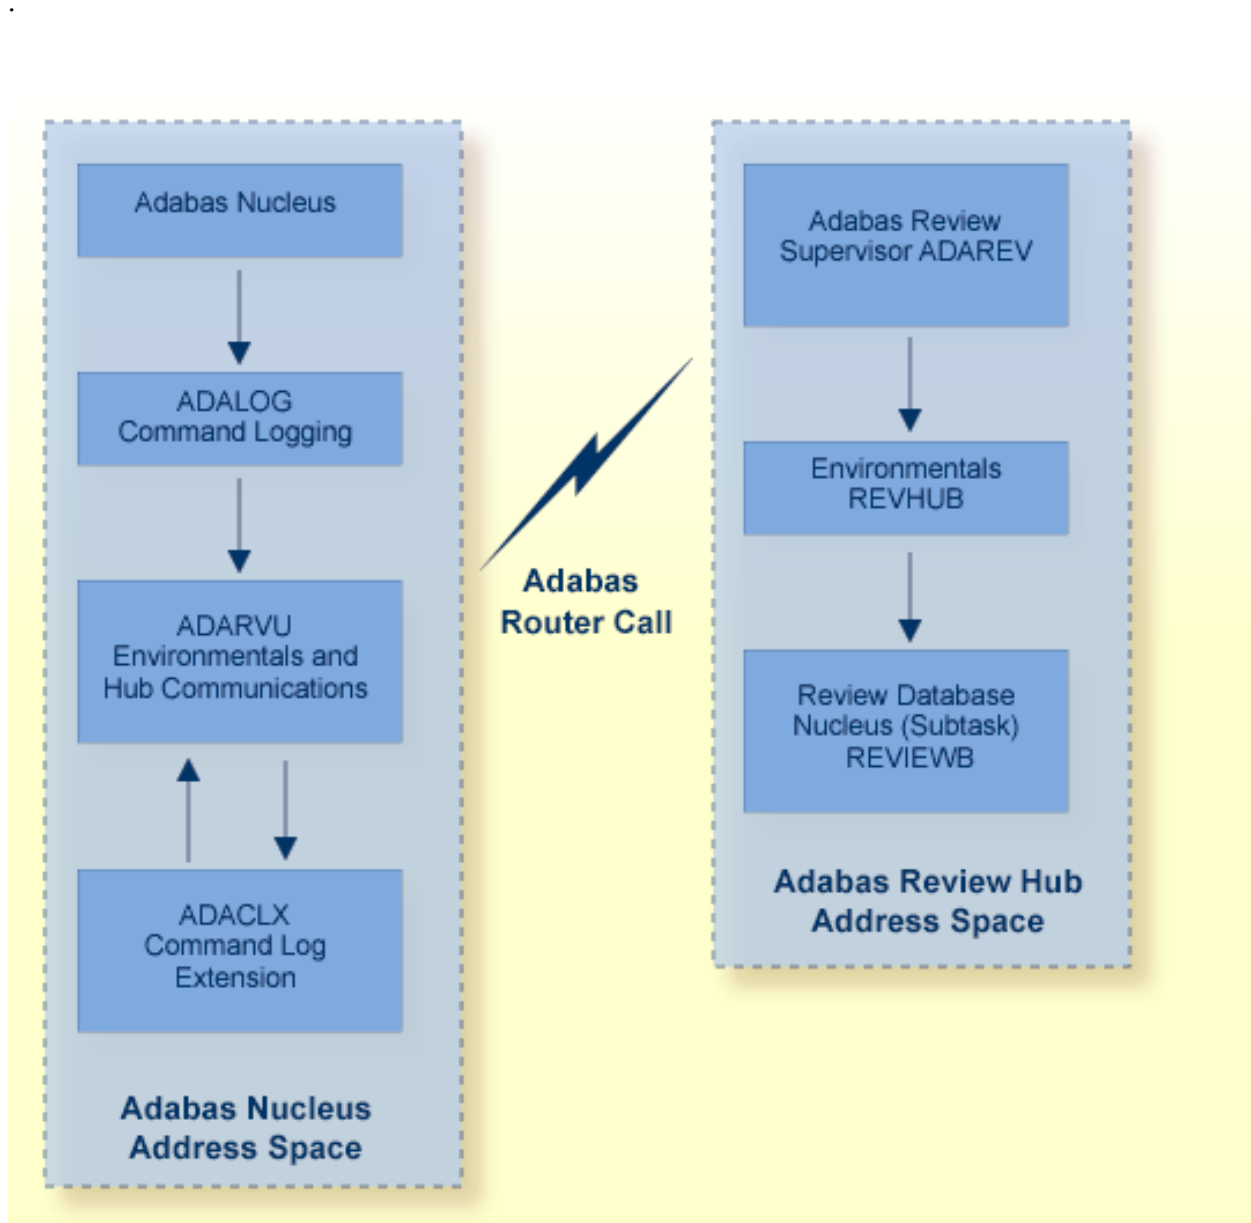 .
Adabas Nucleus
ADALOG
Command Logging
ADARVU
Environmentals and
Hub Communications
ADACLX
Command Log
Extension
Adabas Nucleus
Address Space
Adabas
Router Call
Adabas Review
Supervisor ADAREV
Environmentals
REVHUB
Review Database
Nucleus (Subtask)
REVIEWB
Adabas Review Hub
Address Space